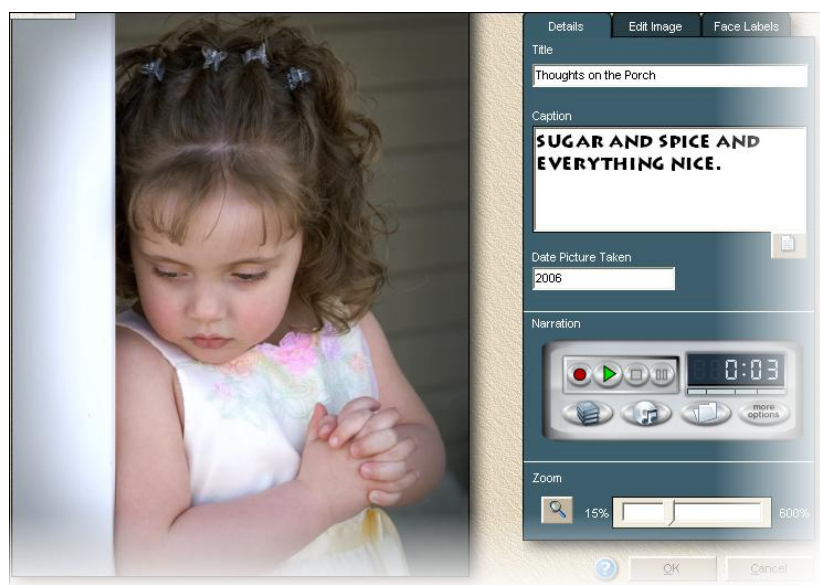 Details Edit Image Face Labels
Title
Thoughts on the Porch
Caption
SUGAR AND SPICE AND
EVERYTHING NICE.
Date Picture Taken
2006
Narration
0:03
more
options
Zoom
15% 600%
? OK Cancel